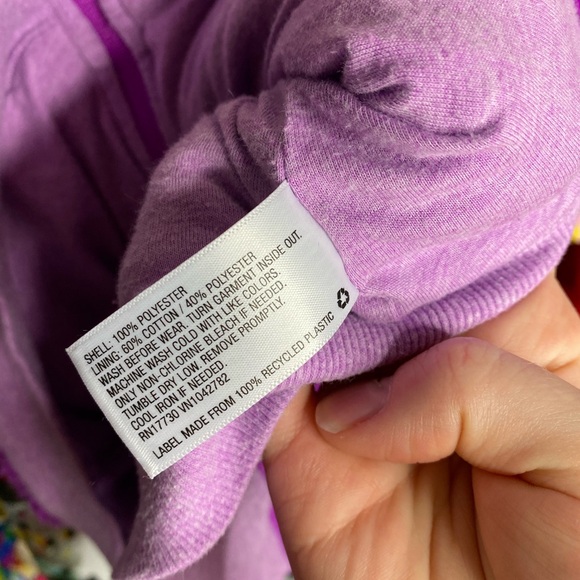 SHELL: 100% POLYESTER
LINING: 60% COTTON / 40% POLYESTER
WASH BEFORE WEAR. TURN GARMENT INSIDE OUT.
MACHINE WASH COLD WITH LIKE COLORS.
ONLY NON-CHLORINE BLEACH IF NEEDED.
TUMBLE DRY LOW. REMOVE PROMPTLY.
COOL IRON IF NEEDED.
RN17730 VN1042782
LABEL MADE FROM 100% RECYCLED PLASTIC